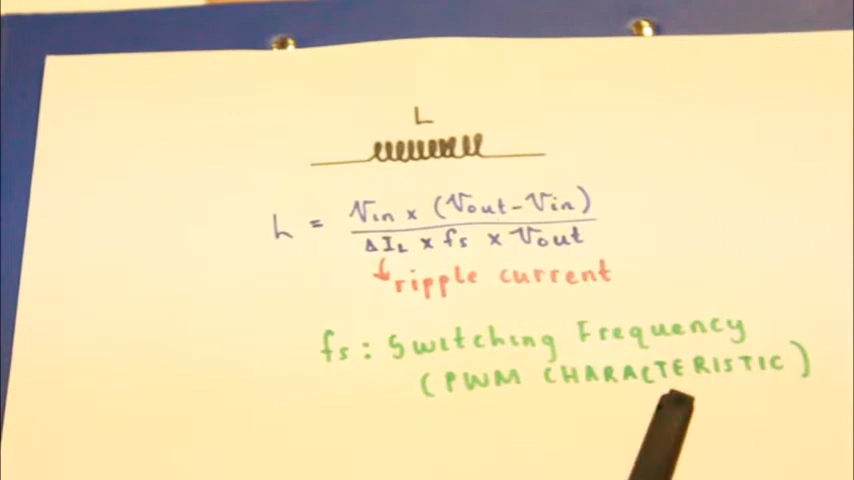 L
L = Vin x (Vout - Vin)
ΔIL x fs x Vout
ripple current
fs: Switching Frequency
(PWM CHARACTERISTIC)